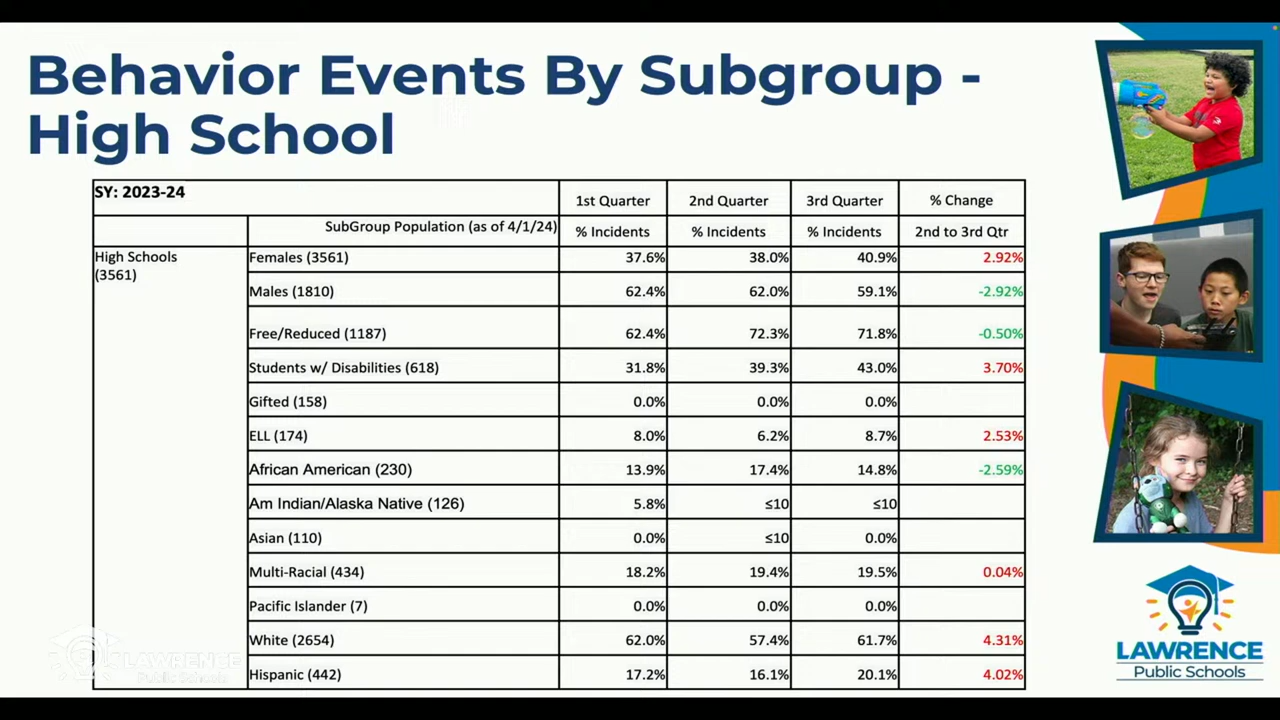 Behavior Events By Subgroup -
High School
SY: 2023-24 1st Quarter 2nd Quarter 3rd Quarter % Change
SubGroup Population (as of 4/1/24) % Incidents % Incidents % Incidents 2nd to 3rd Qtr
High Schools (3561) Females (3561) 37.6% 38.0% 40.9% 2.92%
Males (1810) 62.4% 62.0% 59.1% -2.92%
Free/Reduced (1187) 62.4% 72.3% 71.8% -0.50%
Students w/ Disabilities (618) 31.8% 39.3% 43.0% 3.70%
Gifted (158) 0.0% 0.0% 0.0%
ELL (174) 8.0% 6.2% 8.7% 2.53%
African American (230) 13.9% 17.4% 14.8% -2.59%
Am Indian/Alaska Native (126) 5.8% ≤10 ≤10
Asian (110) 0.0% ≤10 0.0%
Multi-Racial (434) 18.2% 19.4% 19.5% 0.04%
Pacific Islander (7) 0.0% 0.0% 0.0%
White (2654) 62.0% 57.4% 61.7% 4.31%
Hispanic (442) 17.2% 16.1% 20.1% 4.02%
LAWRENCE
Public Schools
LAWRENCE
Public Schools